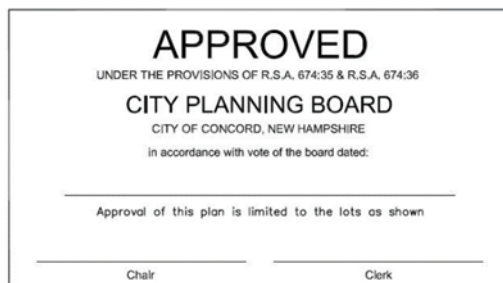 APPROVED
UNDER THE PROVISIONS OF R.S.A. 674:35 & R.S.A. 674:36
CITY PLANNING BOARD
CITY OF CONCORD, NEW HAMPSHIRE
in accordance with vote of the board dated:
Approval of this plan is limited to the lots as shown
Chair Clerk